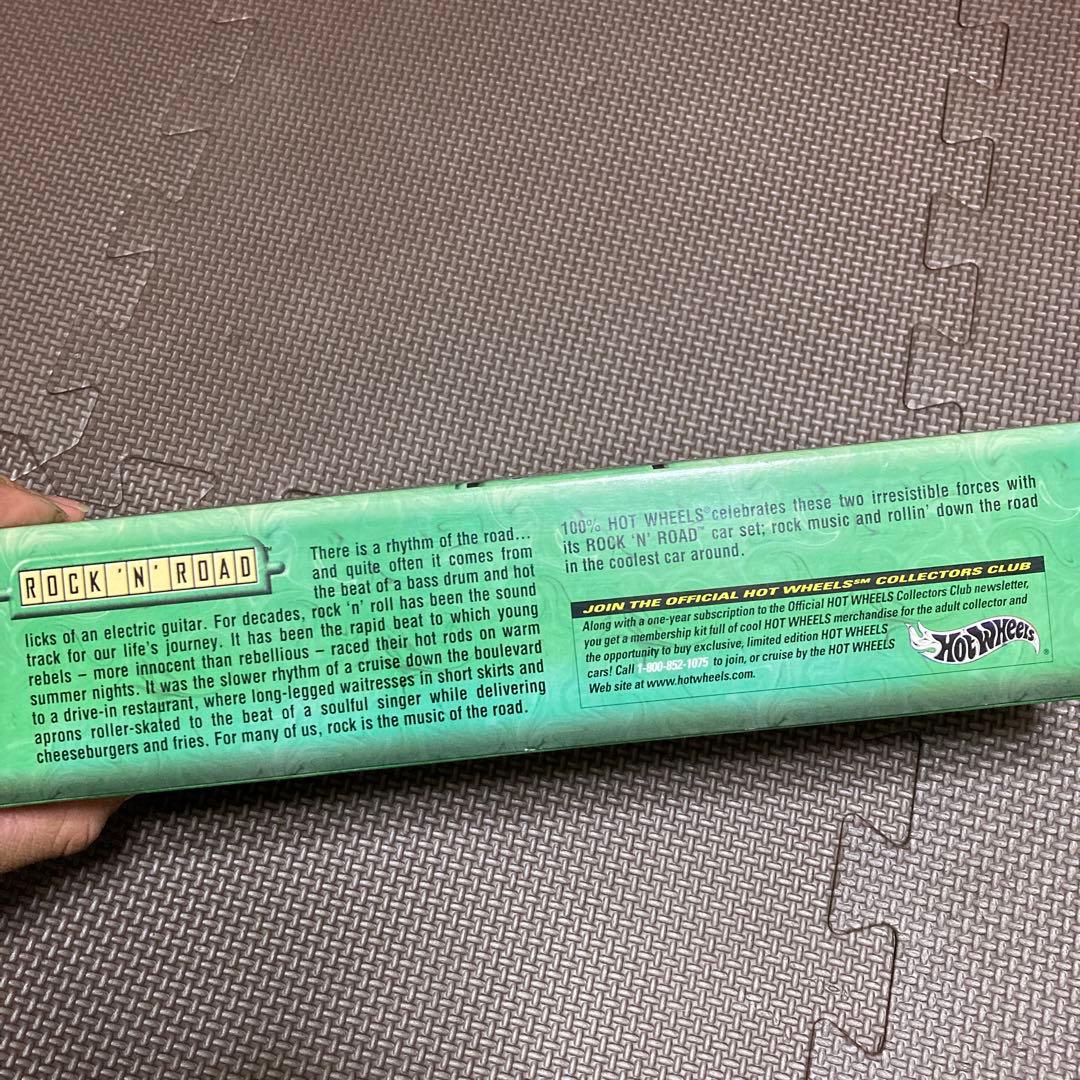 ROCK 'N' ROAD™
There is a rhythm of the road...
and quite often it comes from
the beat of a bass drum and hot
licks of an electric guitar. For decades, rock 'n' roll has been the sound
track for our life's journey. It has been the rapid beat to which young
rebels – more innocent than rebellious – raced their hot rods on warm
summer nights. It was the slower rhythm of a cruise down the boulevard
to a drive-in restaurant, where long-legged waitresses in short skirts and
aprons roller-skated to the beat of a soulful singer while delivering
cheeseburgers and fries. For many of us, rock is the music of the road.
100% HOT WHEELS® celebrates these two irresistible forces with
its ROCK 'N' ROAD™ car set; rock music and rollin' down the road
in the coolest car around.
JOIN THE OFFICIAL HOT WHEELS℠ COLLECTORS CLUB
Along with a one-year subscription to the Official HOT WHEELS Collectors Club newsletter,
you get a membership kit full of cool HOT WHEELS merchandise for the adult collector and
the opportunity to buy exclusive, limited edition HOT WHEELS
cars! Call 1-800-852-1075 to join, or cruise by the HOT WHEELS
Web site at www.hotwheels.com.
HOT WHEELS®